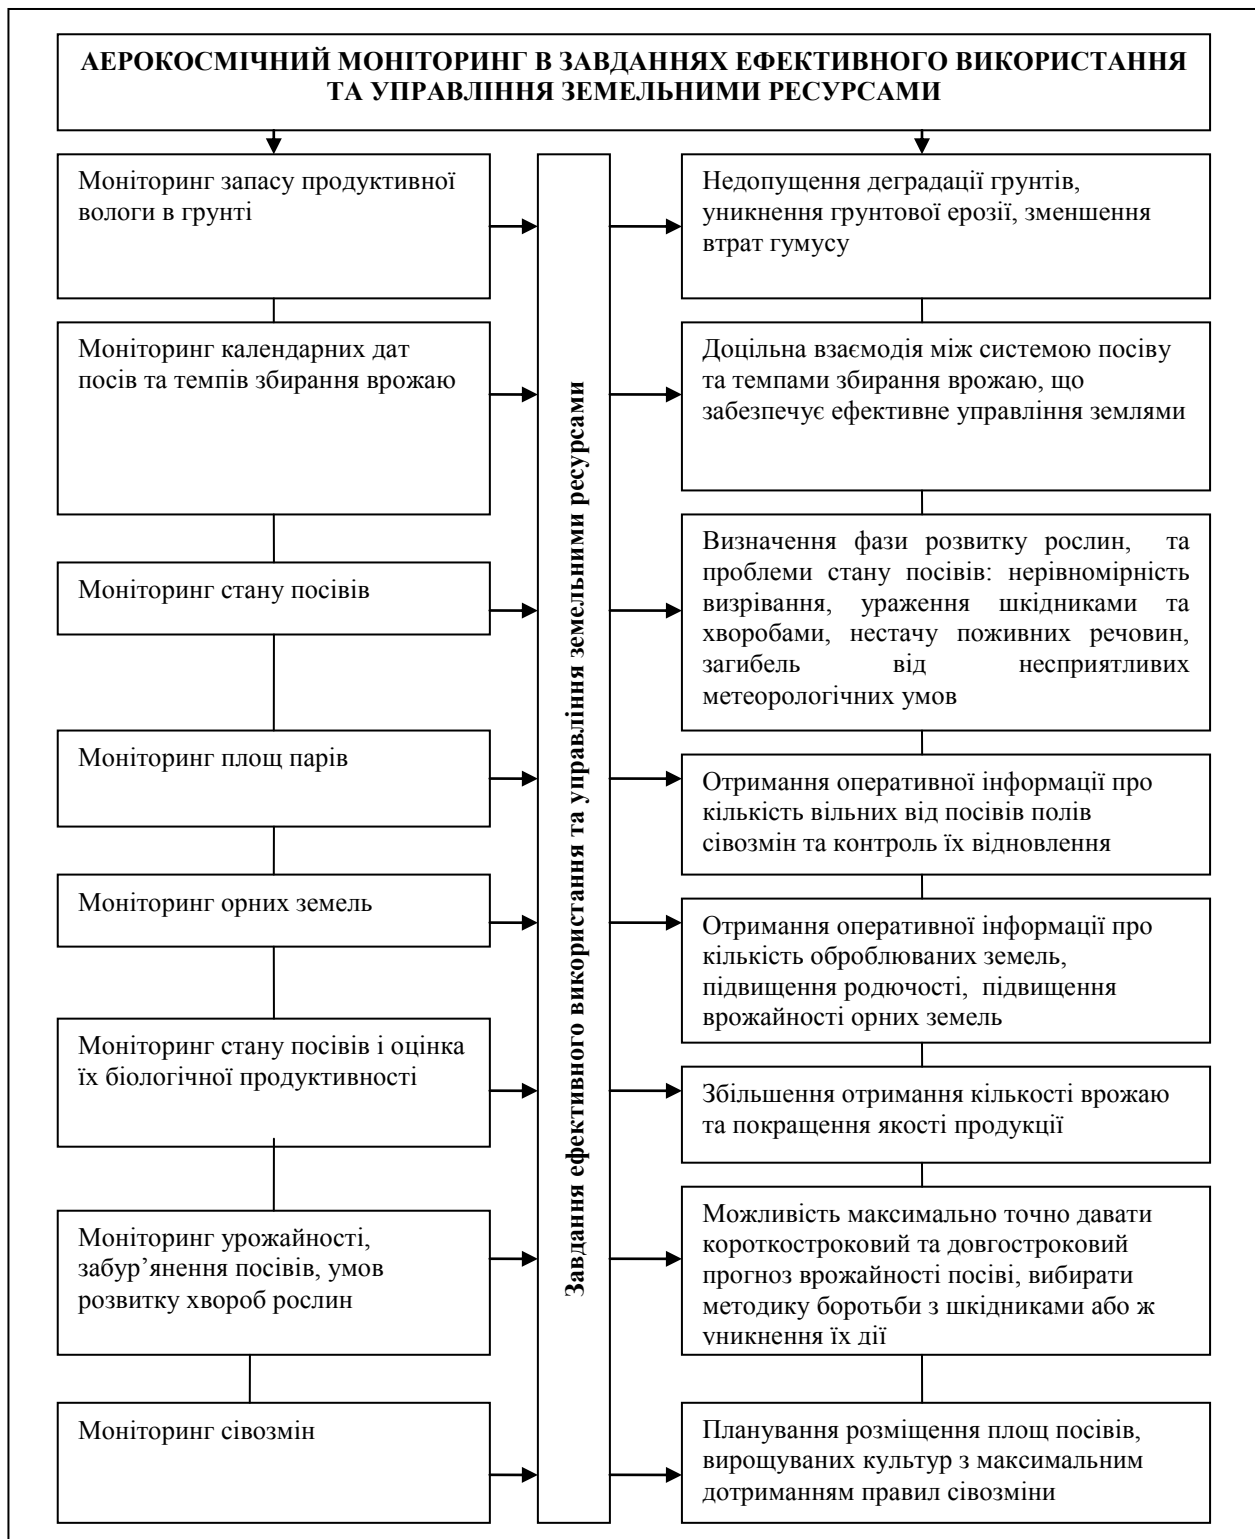 АЕРОКОСМІЧНИЙ МОНІТОРИНГ В ЗАВДАННЯХ ЕФЕКТИВНОГО ВИКОРИСТАННЯ
ТА УПРАВЛІННЯ ЗЕМЕЛЬНИМИ РЕСУРСАМИ
Моніторинг запасу продуктивної
вологи в грунті
Моніторинг календарних дат
посів та темпів збирання врожаю
Моніторинг стану посівів
Моніторинг площ парів
Моніторинг орних земель
Моніторинг стану посівів і оцінка
їх біологічної продуктивності
Моніторинг урожайності,
забур’янення посівів, умов
розвитку хвороб рослин
Моніторинг сівозмін
Завдання ефективного використання та управління земельними ресурсами
Недопущення деградації грунтів,
уникнення грунтової ерозії, зменшення
втрат гумусу
Доцільна взаємодія між системою посіву
та темпами збирання врожаю, що
забезпечує ефективне управління землями
Визначення фази розвитку рослин, та
проблеми стану посівів: нерівномірність
визрівання, ураження шкідниками та
хворобами, нестачу поживних речовин,
загибель від несприятливих
метеорологічних умов
Отримання оперативної інформації про
кількість вільних від посівів полів
сівозмін та контроль їх відновлення
Отримання оперативної інформації про
кількість оброблюваних земель,
підвищення родючості, підвищення
врожайності орних земель
Збільшення отримання кількості врожаю
та покращення якості продукції
Можливість максимально точно давати
короткостроковий та довгостроковий
прогноз врожайності посіві, вибирати
методику боротьби з шкідниками або ж
уникнення їх дії
Планування розміщення площ посівів,
вирощуваних культур з максимальним
дотриманням правил сівозміни